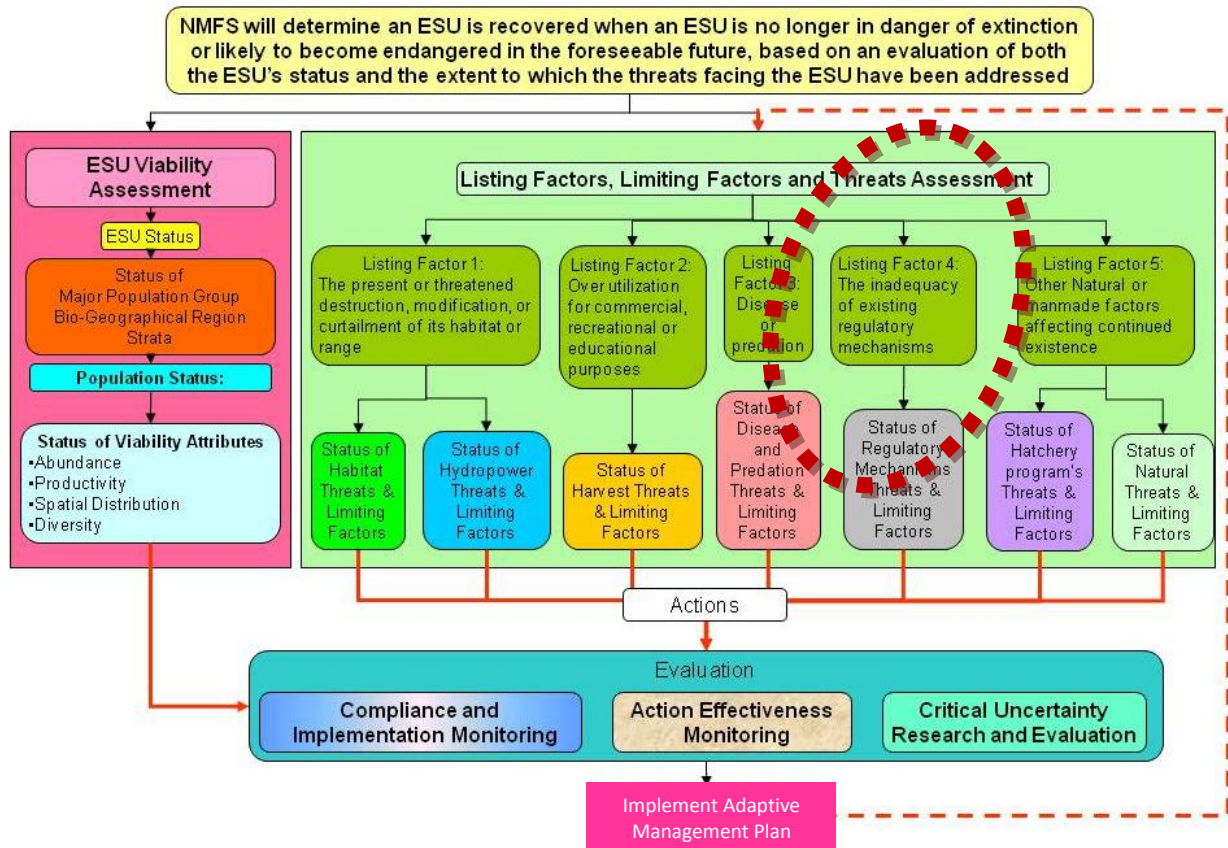 NMFS will determine an ESU is recovered when an ESU is no longer in danger of extinction
or likely to become endangered in the foreseeable future, based on an evaluation of both
the ESU's status and the extent to which the threats facing the ESU have been addressed
ESU Viability
Assessment
ESU Status
Status of
Major Population Group
Bio-Geographical Region
Strata
Population Status:
Status of Viability Attributes
▪Abundance
▪Productivity
▪Spatial Distribution
▪Diversity
Listing Factors, Limiting Factors and Threats Assessment
Listing Factor 1:
The present or threatened
destruction, modification, or
curtailment of its habitat or
range
Listing Factor 2:
Over utilization
for commercial,
recreational or
educational
purposes
Listing
Factor 3:
Disease
or
predation
Listing Factor 4:
The inadequacy
of existing
regulatory
mechanisms
Listing Factor 5:
Other Natural or
manmade factors
affecting continued
existence
Status of
Habitat
Threats &
Limiting
Factors
Status of
Hydropower
Threats &
Limiting
Factors
Status of
Harvest Threats
& Limiting
Factors
Status of
Disease
and
Predation
Threats &
Limiting
Factors
Status of
Regulatory
Mechanisms
Threats &
Limiting
Factors
Status of
Hatchery
program's
Threats &
Limiting
Factors
Status of
Natural
Threats &
Limiting
Factors
Actions
Evaluation
Compliance and
Implementation Monitoring
Action Effectiveness
Monitoring
Critical Uncertainty
Research and Evaluation
Implement Adaptive
Management Plan